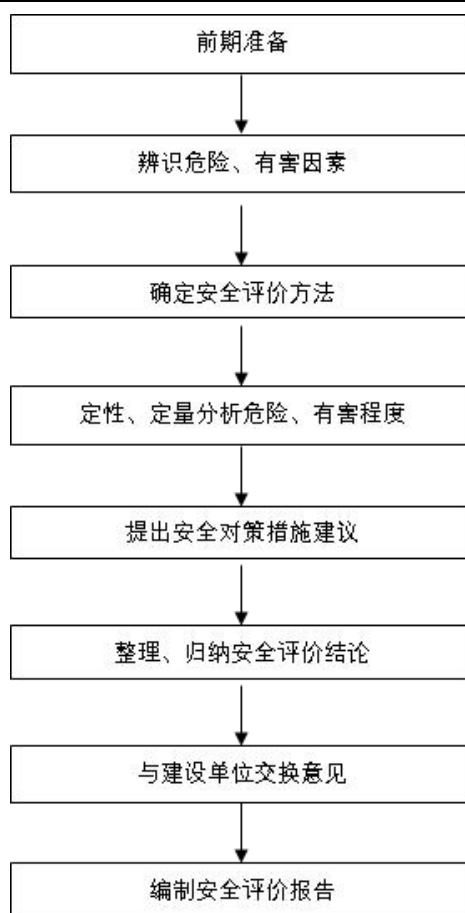 前期准备
辨识危险、有害因素
确定安全评价方法
定性、定量分析危险、有害程度
提出安全对策措施建议
整理、归纳安全评价结论
与建设单位交换意见
编制安全评价报告